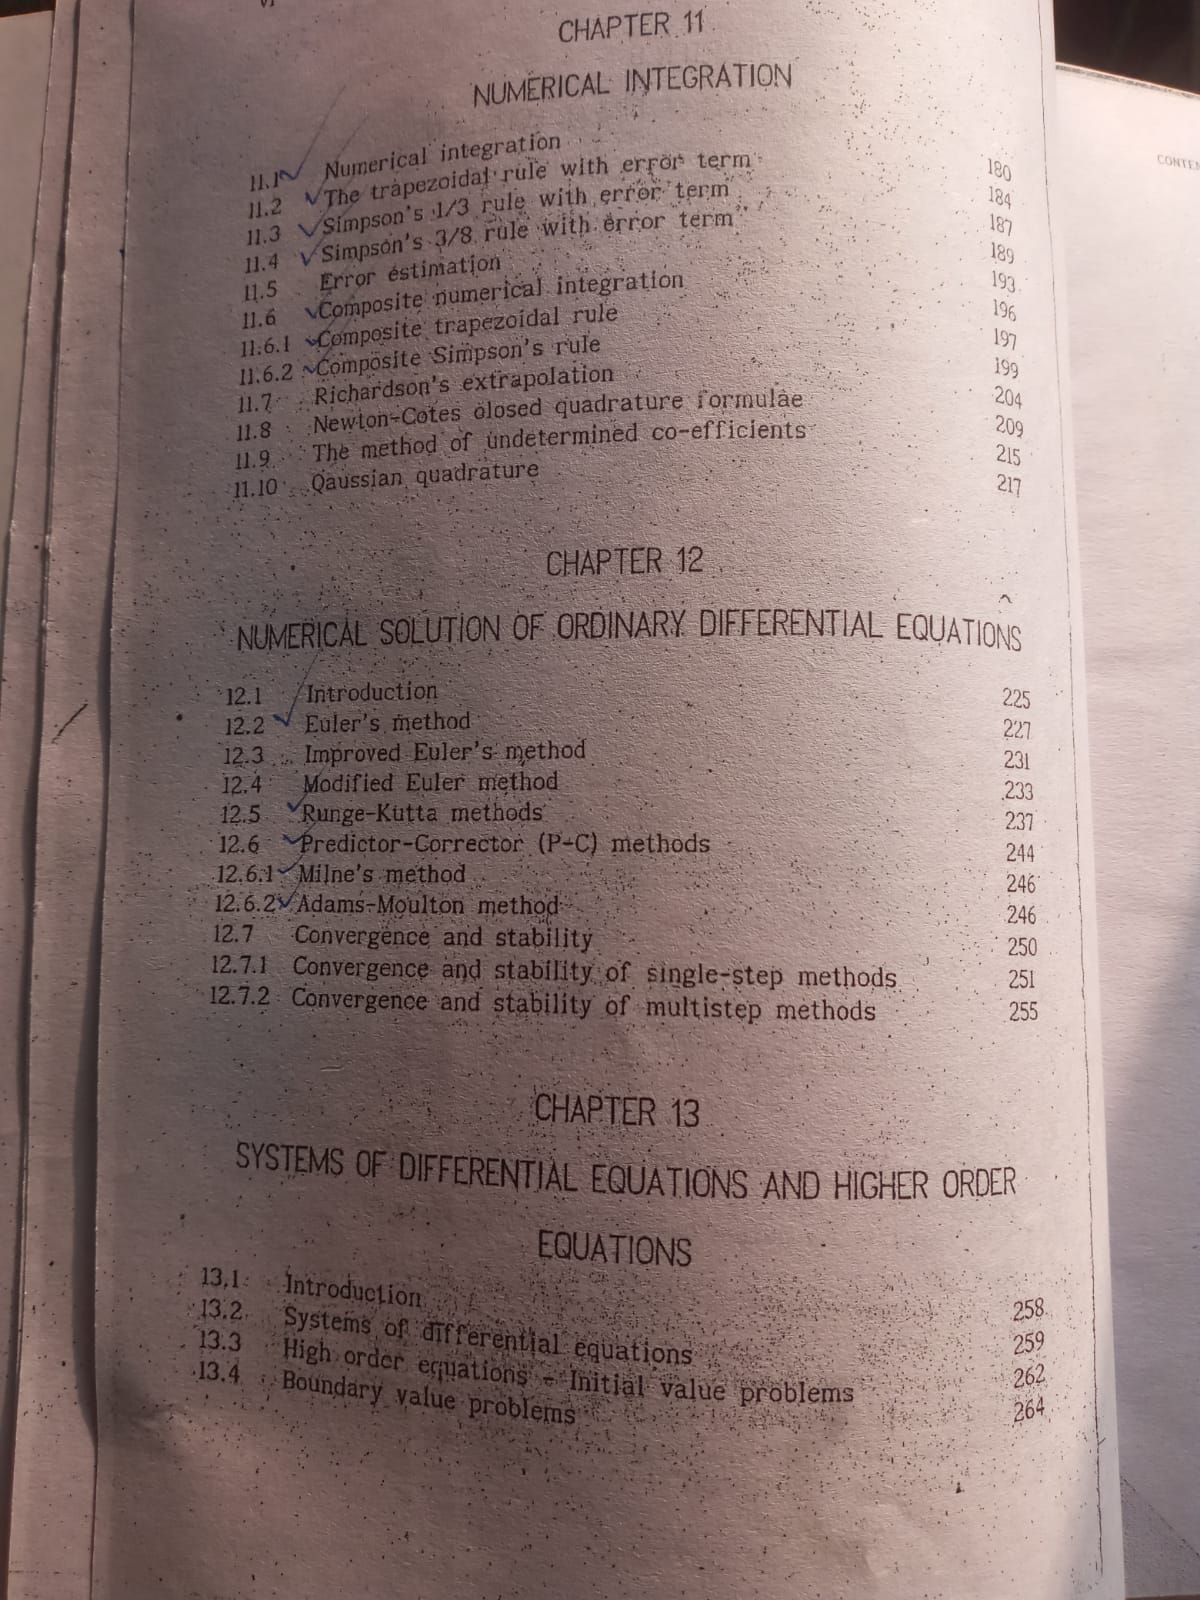 vi
CHAPTER 11
NUMERICAL INTEGRATION
11.1 Numerical integration 180
11.2 The trapezoidal rule with error term 184
11.3 Simpson's 1/3 rule with error term 187
11.4 Simpson's 3/8 rule with error term 189
11.5 Error estimation 193
11.6 Composite numerical integration 196
11.6.1 Composite trapezoidal rule 197
11.6.2 Composite Simpson's rule 199
11.7 Richardson's extrapolation 204
11.8 Newton-Cotes closed quadrature formulae 209
11.9 The method of undetermined co-efficients 215
11.10 Qaussian quadrature 217
CHAPTER 12
NUMERICAL SOLUTION OF ORDINARY DIFFERENTIAL EQUATIONS
12.1 Introduction 225
12.2 Euler's method 227
12.3 Improved Euler's method 231
12.4 Modified Euler method 233
12.5 Runge-Kutta methods 237
12.6 Predictor-Corrector (P-C) methods 244
12.6.1 Milne's method 246
12.6.2 Adams-Moulton method 246
12.7 Convergence and stability 250
12.7.1 Convergence and stability of single-step methods 251
12.7.2 Convergence and stability of multistep methods 255
CHAPTER 13
SYSTEMS OF DIFFERENTIAL EQUATIONS AND HIGHER ORDER
EQUATIONS
13.1 Introduction 258
13.2 Systems of differential equations 259
13.3 High order equations - Initial value problems 262
13.4 Boundary value problems 264